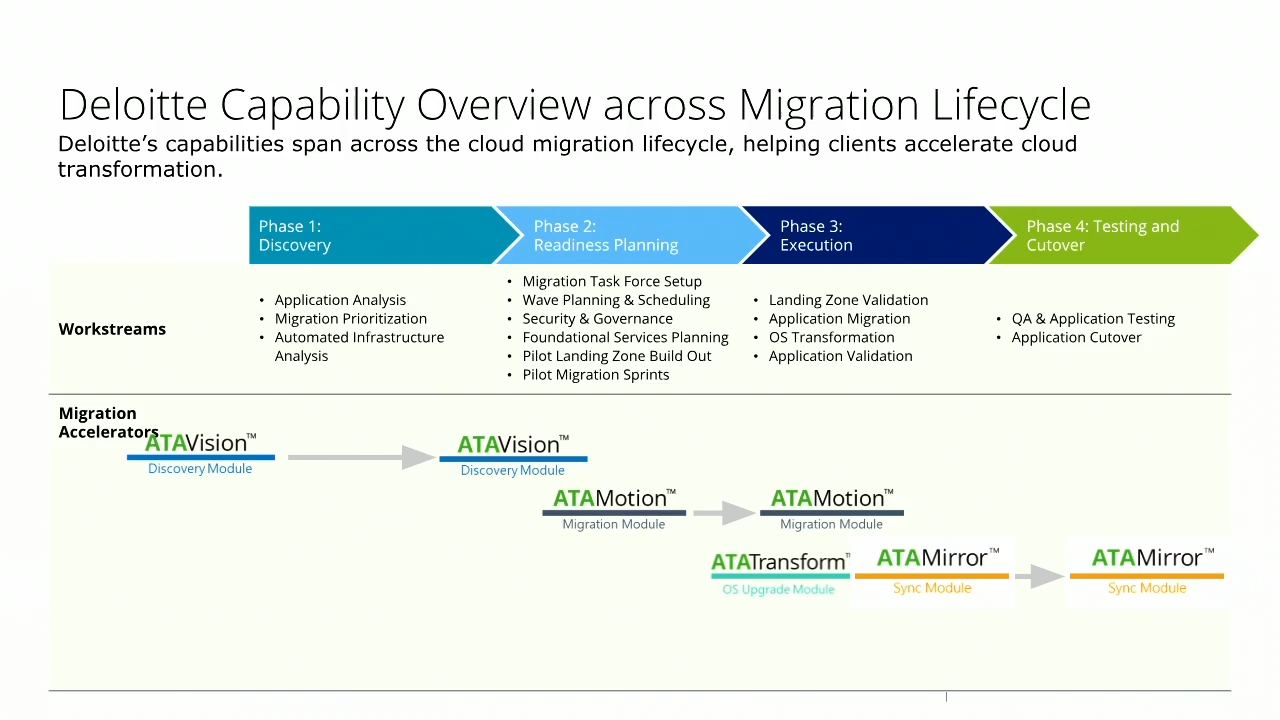 Deloitte Capability Overview across Migration Lifecycle
Deloitte's capabilities span across the cloud migration lifecycle, helping clients accelerate cloud
transformation.
Phase 1:
Discovery
Phase 2:
Readiness Planning
Phase 3:
Execution
Phase 4: Testing and
Cutover
Workstreams
• Application Analysis
• Migration Prioritization
• Automated Infrastructure
Analysis
• Migration Task Force Setup
• Wave Planning & Scheduling
• Security & Governance
• Foundational Services Planning
• Pilot Landing Zone Build Out
• Pilot Migration Sprints
• Landing Zone Validation
• Application Migration
• OS Transformation
• Application Validation
• QA & Application Testing
• Application Cutover
Migration
Accelerators
ATAVision™
Discovery Module
ATAVision™
Discovery Module
ATAMotion™
Migration Module
ATAMotion™
Migration Module
ATATransform™
OS Upgrade Module
ATAMirror™
Sync Module
ATAMirror™
Sync Module